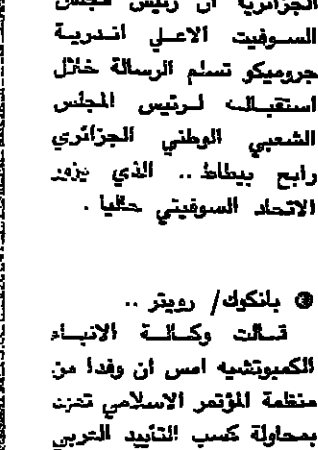 الجزائرية ان رئيس مجلس
السوفيت الاعلى اندرية
جروميكو تسلم الرسالة خلال
استقباله لرئيس المجلس
الشعبي الوطني الجزائري
رابح بيطاط .. الذي يزور
الاتحاد السوفيتي حاليا .
بانكوك/ رويتر ..
قالت وكالة الانباء
الكمبوتشيه امس ان وفدا من
منظمة المؤتمر الاسلامي
بمحاولة كسب التأييد العربي